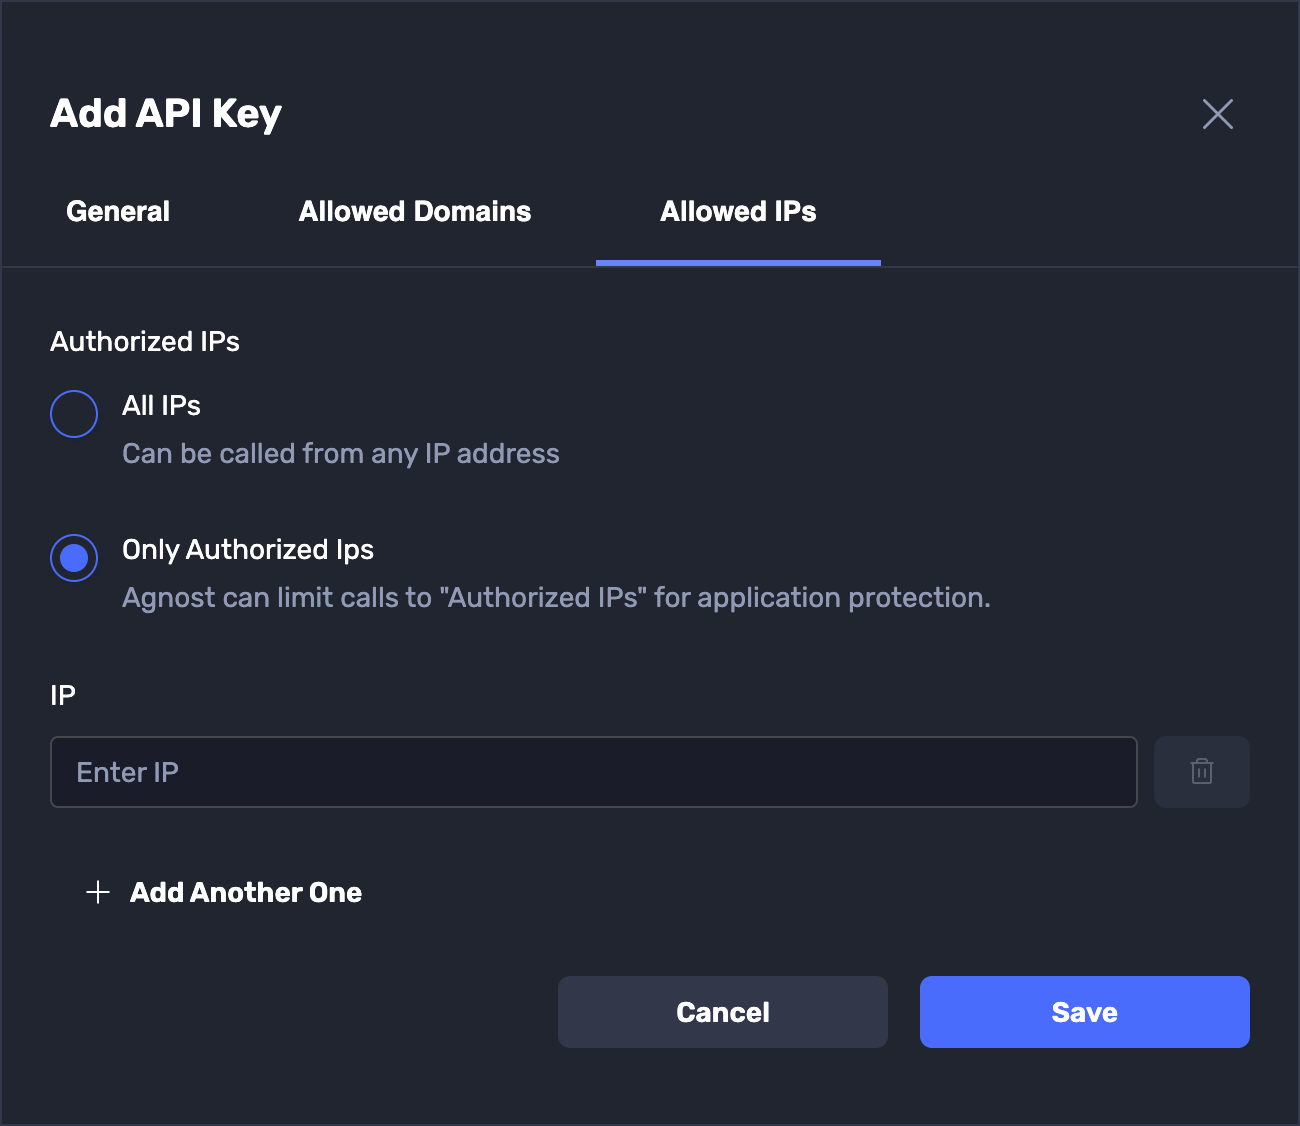 Add API Key
General Allowed Domains Allowed IPs
Authorized IPs
All IPs
Can be called from any IP address
Only Authorized Ips
Agnost can limit calls to "Authorized IPs" for application protection.
IP
Enter IP
Add Another One
Cancel Save